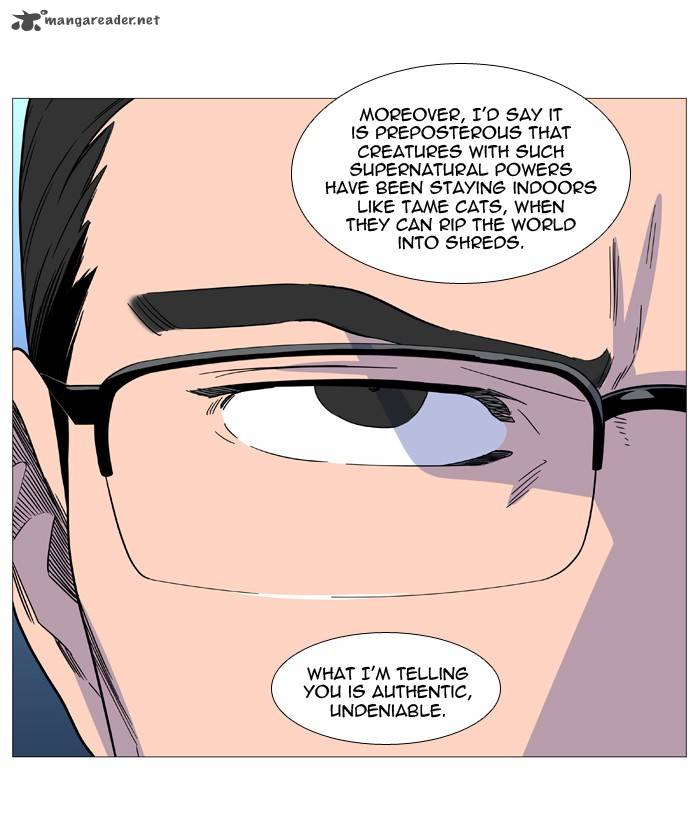 mangareader.net
MOREOVER, I'D SAY IT
IS PREPOSTEROUS THAT
CREATURES WITH SUCH
SUPERNATURAL POWERS
HAVE BEEN STAYING INDOORS
LIKE TAME CATS, WHEN
THEY CAN RIP THE WORLD
INTO SHREDS.
WHAT I'M TELLING
YOU IS AUTHENTIC,
UNDENIABLE.